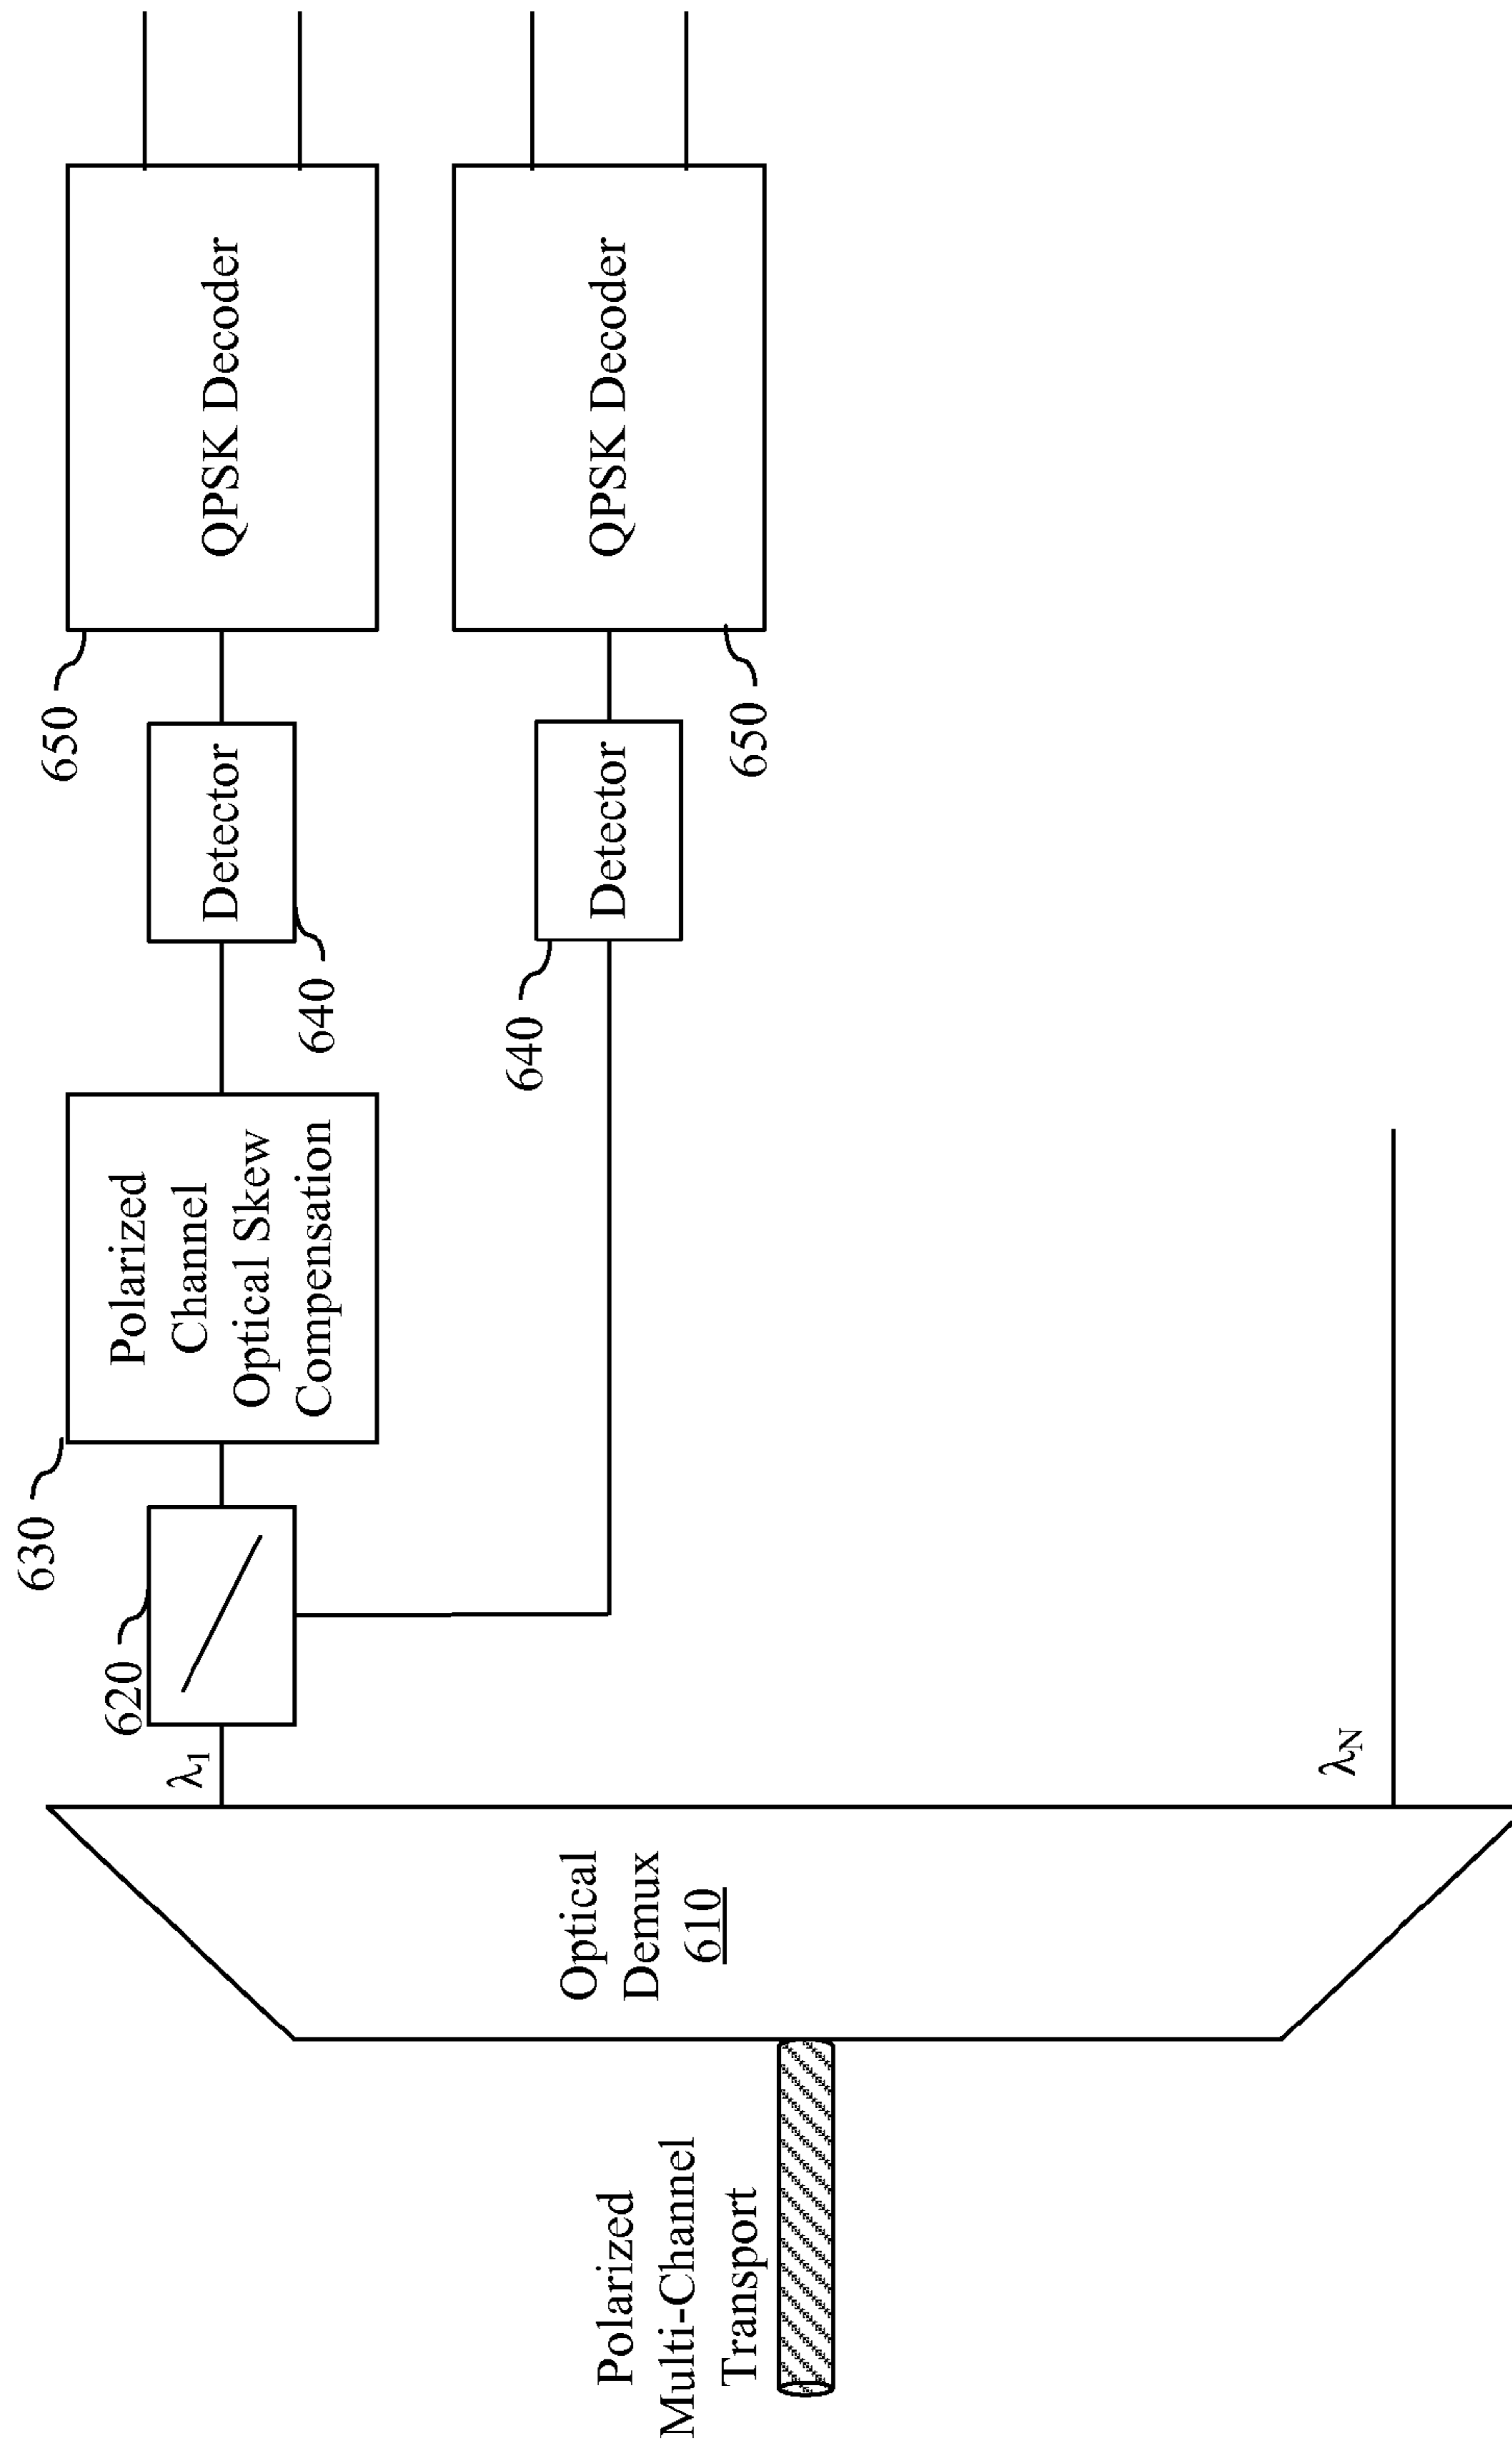 Polarized
Multi-Channel
Transport
Optical
Demux
610
λ1
λN
620
630
Polarized
Channel
Optical Skew
Compensation
640
Detector
640
Detector
650
QPSK Decoder
650
QPSK Decoder